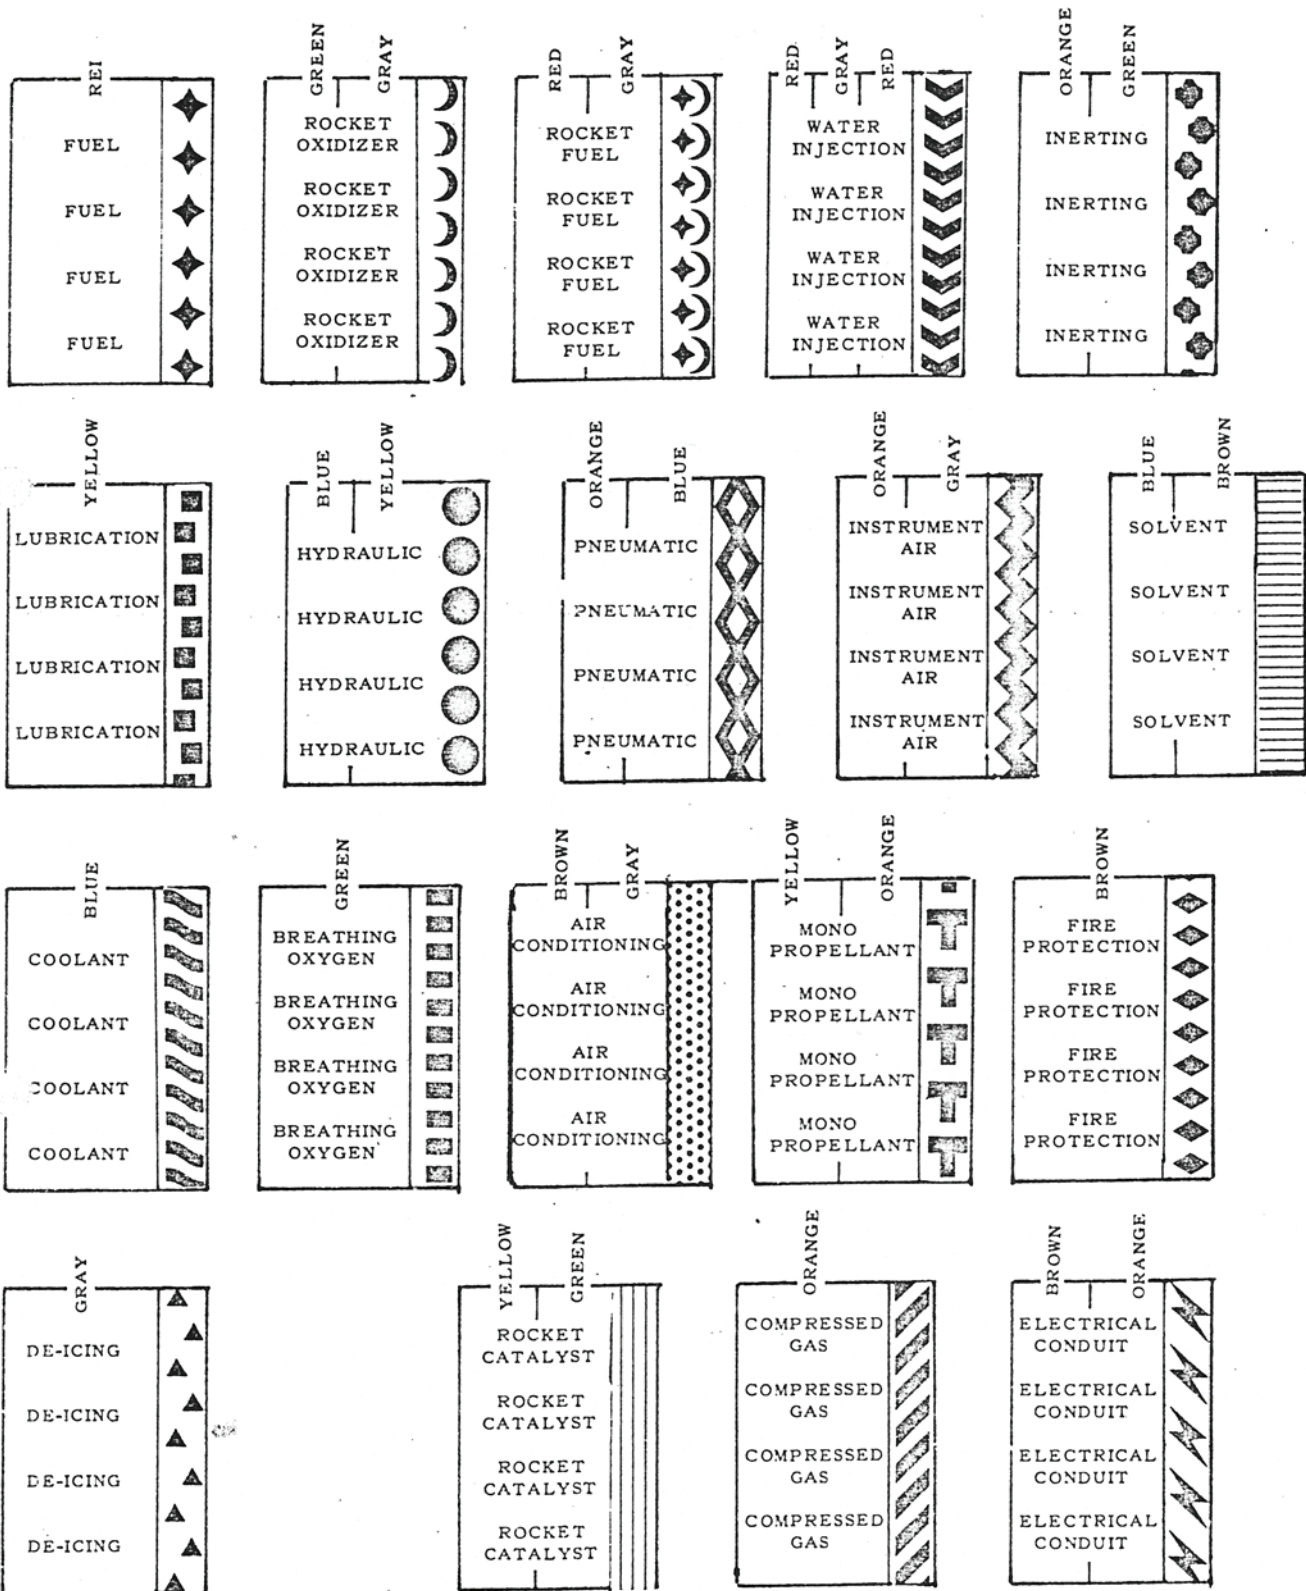 REI
FUEL
FUEL
FUEL
FUEL
GREEN
GRAY
ROCKET
OXIDIZER
ROCKET
OXIDIZER
ROCKET
OXIDIZER
ROCKET
OXIDIZER
RED
GRAY
ROCKET
FUEL
ROCKET
FUEL
ROCKET
FUEL
ROCKET
FUEL
RED
GRAY
RED
WATER
INJECTION
WATER
INJECTION
WATER
INJECTION
WATER
INJECTION
ORANGE
GREEN
INERTING
INERTING
INERTING
INERTING
YELLOW
LUBRICATION
LUBRICATION
LUBRICATION
LUBRICATION
BLUE
YELLOW
HYDRAULIC
HYDRAULIC
HYDRAULIC
HYDRAULIC
ORANGE
BLUE
PNEUMATIC
PNEUMATIC
PNEUMATIC
PNEUMATIC
ORANGE
GRAY
INSTRUMENT
AIR
INSTRUMENT
AIR
INSTRUMENT
AIR
INSTRUMENT
AIR
BLUE
BROWN
SOLVENT
SOLVENT
SOLVENT
SOLVENT
BLUE
COOLANT
COOLANT
COOLANT
COOLANT
GREEN
BREATHING
OXYGEN
BREATHING
OXYGEN
BREATHING
OXYGEN
BREATHING
OXYGEN
BROWN
GRAY
AIR
CONDITIONING
AIR
CONDITIONING
AIR
CONDITIONING
AIR
CONDITIONING
YELLOW
ORANGE
MONO
PROPELLANT
MONO
PROPELLANT
MONO
PROPELLANT
MONO
PROPELLANT
BROWN
FIRE
PROTECTION
FIRE
PROTECTION
FIRE
PROTECTION
FIRE
PROTECTION
GRAY
DE-ICING
DE-ICING
DE-ICING
DE-ICING
YELLOW
GREEN
ROCKET
CATALYST
ROCKET
CATALYST
ROCKET
CATALYST
ROCKET
CATALYST
ORANGE
COMPRESSED
GAS
COMPRESSED
GAS
COMPRESSED
GAS
COMPRESSED
GAS
BROWN
ORANGE
ELECTRICAL
CONDUIT
ELECTRICAL
CONDUIT
ELECTRICAL
CONDUIT
ELECTRICAL
CONDUIT